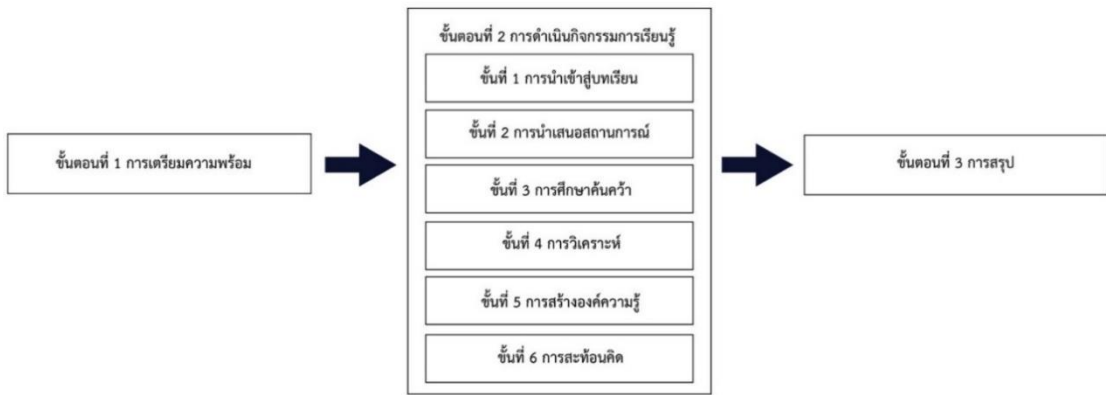 ขั้นตอนที่ 1 การเตรียมความพร้อม
ขั้นตอนที่ 2 การดำเนินกิจกรรมการเรียนรู้
ขั้นที่ 1 การนำเข้าสู่บทเรียน
ขั้นที่ 2 การนำเสนอสถานการณ์
ขั้นที่ 3 การศึกษาค้นคว้า
ขั้นที่ 4 การวิเคราะห์
ขั้นที่ 5 การสร้างองค์ความรู้
ขั้นที่ 6 การสะท้อนคิด
ขั้นตอนที่ 3 การสรุป